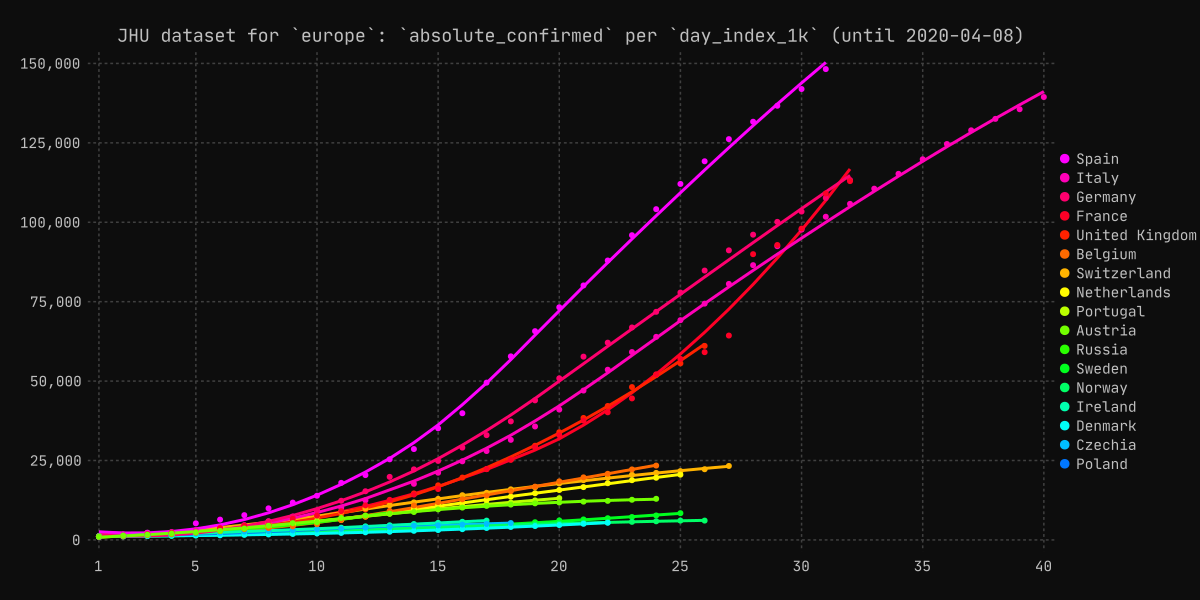 JHU dataset for `europe`: `absolute_confirmed` per `day_index_1k` (until 2020-04-08)
150,000
125,000
100,000
75,000
50,000
25,000
0
1 5 10 15 20 25 30 35 40
Spain
Italy
Germany
France
United Kingdom
Belgium
Switzerland
Netherlands
Portugal
Austria
Russia
Sweden
Norway
Ireland
Denmark
Czechia
Poland